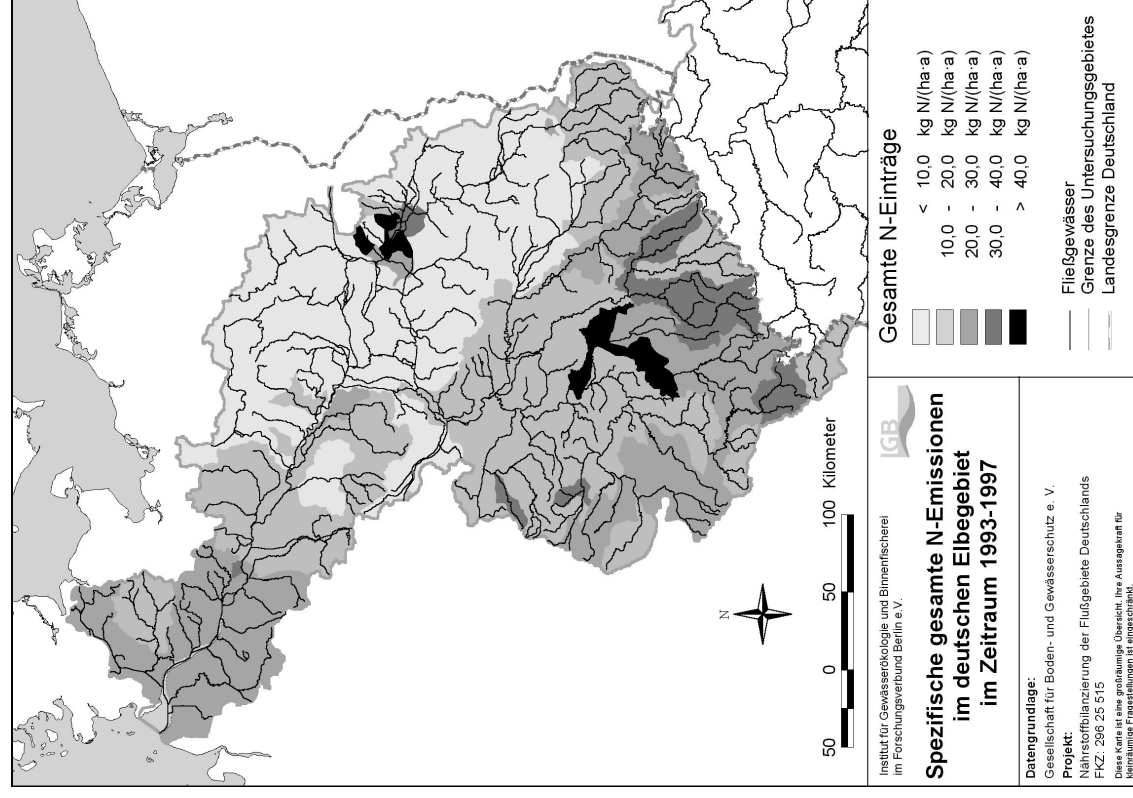 N
50
0
50
100 Kilometer
Institut für Gewässerökologie und Binnenfischerei
im Forschungsverbund Berlin e.V.
IGB
Spezifische gesamte N-Emissionen
im deutschen Elbegebiet
im Zeitraum 1993-1997
Datengrundlage:
Gesellschaft für Boden- und Gewässerschutz e. V.
Projekt:
Nährstoffbilanzierung der Flußgebiete Deutschlands
FKZ: 296 25 515
Diese Karte ist eine großräumige Übersicht. Ihre Aussagekraft für
kleinräumige Fragestellungen ist eingeschränkt.
Gesamte N-Einträge
< 10,0 kg N/(ha·a)
10,0 - 20,0 kg N/(ha·a)
20,0 - 30,0 kg N/(ha·a)
30,0 - 40,0 kg N/(ha·a)
> 40,0 kg N/(ha·a)
Fließgewässer
Grenze des Untersuchungsgebietes
Landesgrenze Deutschland